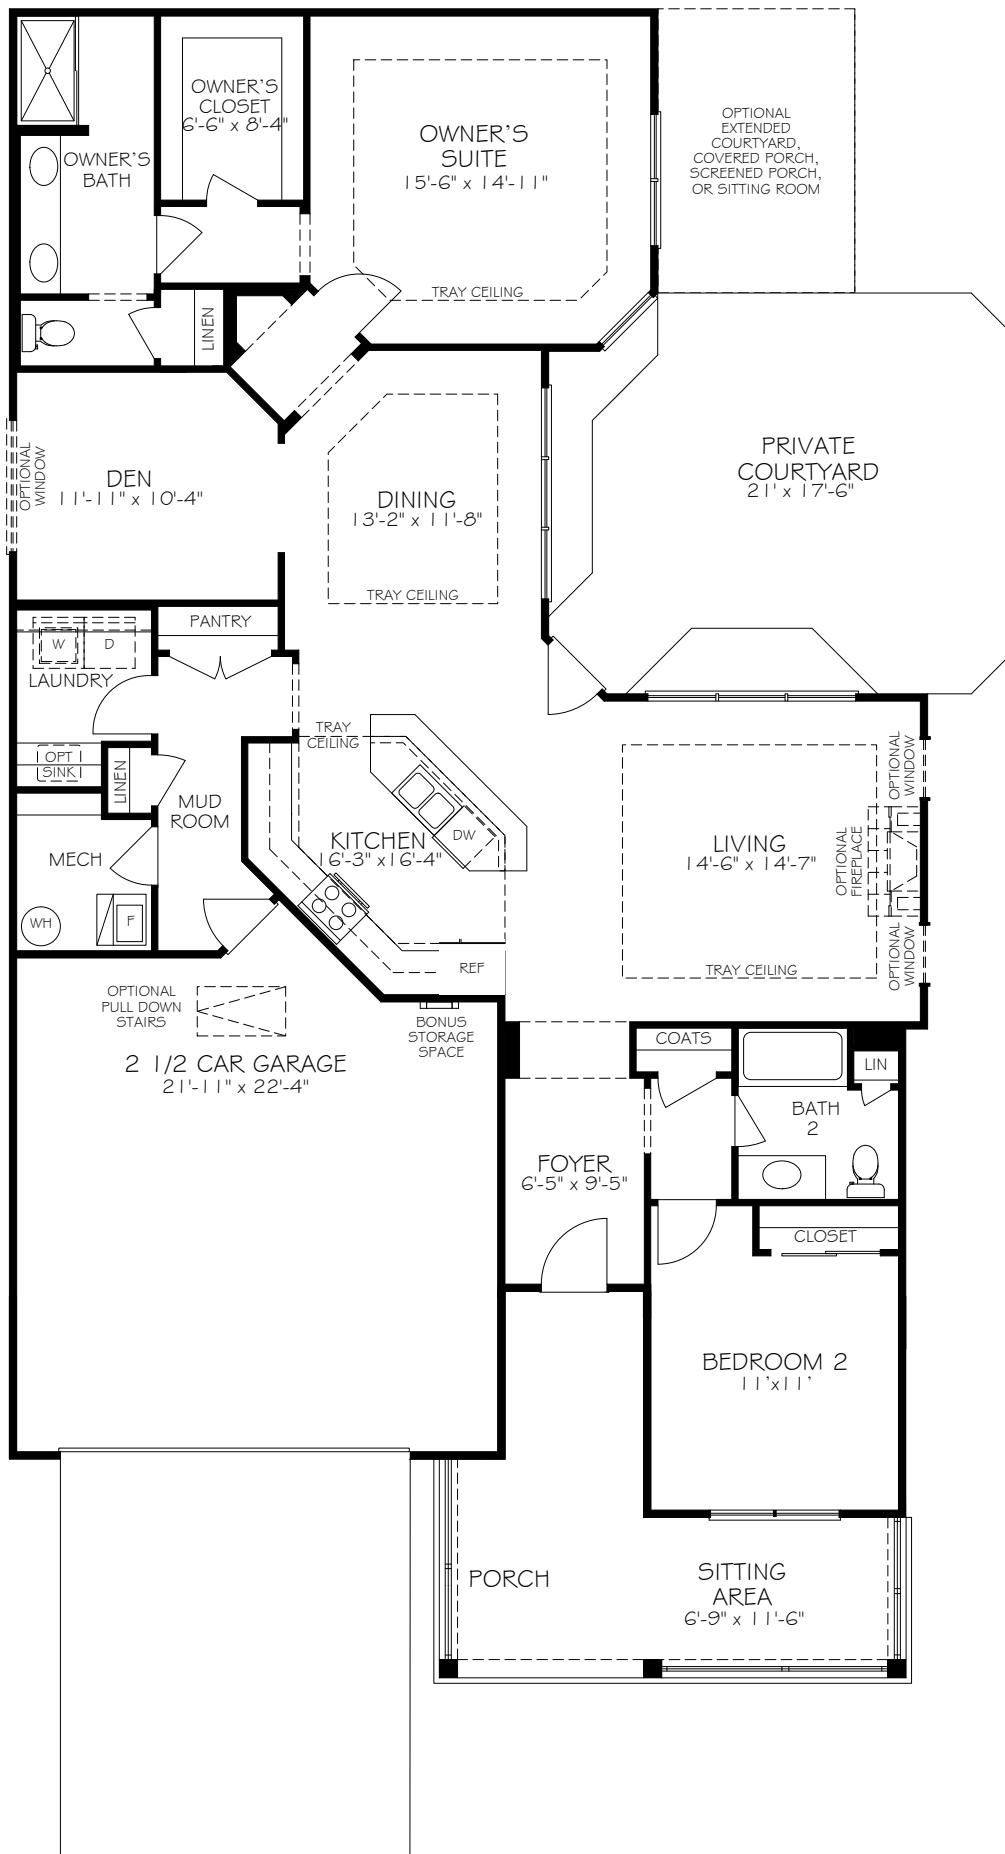 OWNER'S
CLOSET
6'-6" x 8'-4"
OWNER'S
SUITE
15'-6" x 14'-11"
TRAY CEILING
OPTIONAL
EXTENDED
COURTYARD,
COVERED PORCH,
SCREENED PORCH,
OR SITTING ROOM
OWNER'S
BATH
LINEN
DEN
11'-11" x 10'-4"
OPTIONAL
WINDOW
DINING
13'-2" x 11'-8"
TRAY CEILING
PRIVATE
COURTYARD
21' x 17'-6"
PANTRY
W
D
LAUNDRY
OPT
SINK
LINEN
MUD
ROOM
MECH
WH
F
TRAY
CEILING
KITCHEN
16'-3" x 16'-4"
DW
REF
LIVING
14'-6" x 14'-7"
TRAY CEILING
OPTIONAL
WINDOW
OPTIONAL
FIREPLACE
OPTIONAL
WINDOW
OPTIONAL
PULL DOWN
STAIRS
BONUS
STORAGE
SPACE
2 1/2 CAR GARAGE
21'-11" x 22'-4"
COATS
LIN
BATH
2
FOYER
6'-5" x 9'-5"
CLOSET
BEDROOM 2
11'x11'
PORCH
SITTING
AREA
6'-9" x 11'-6"